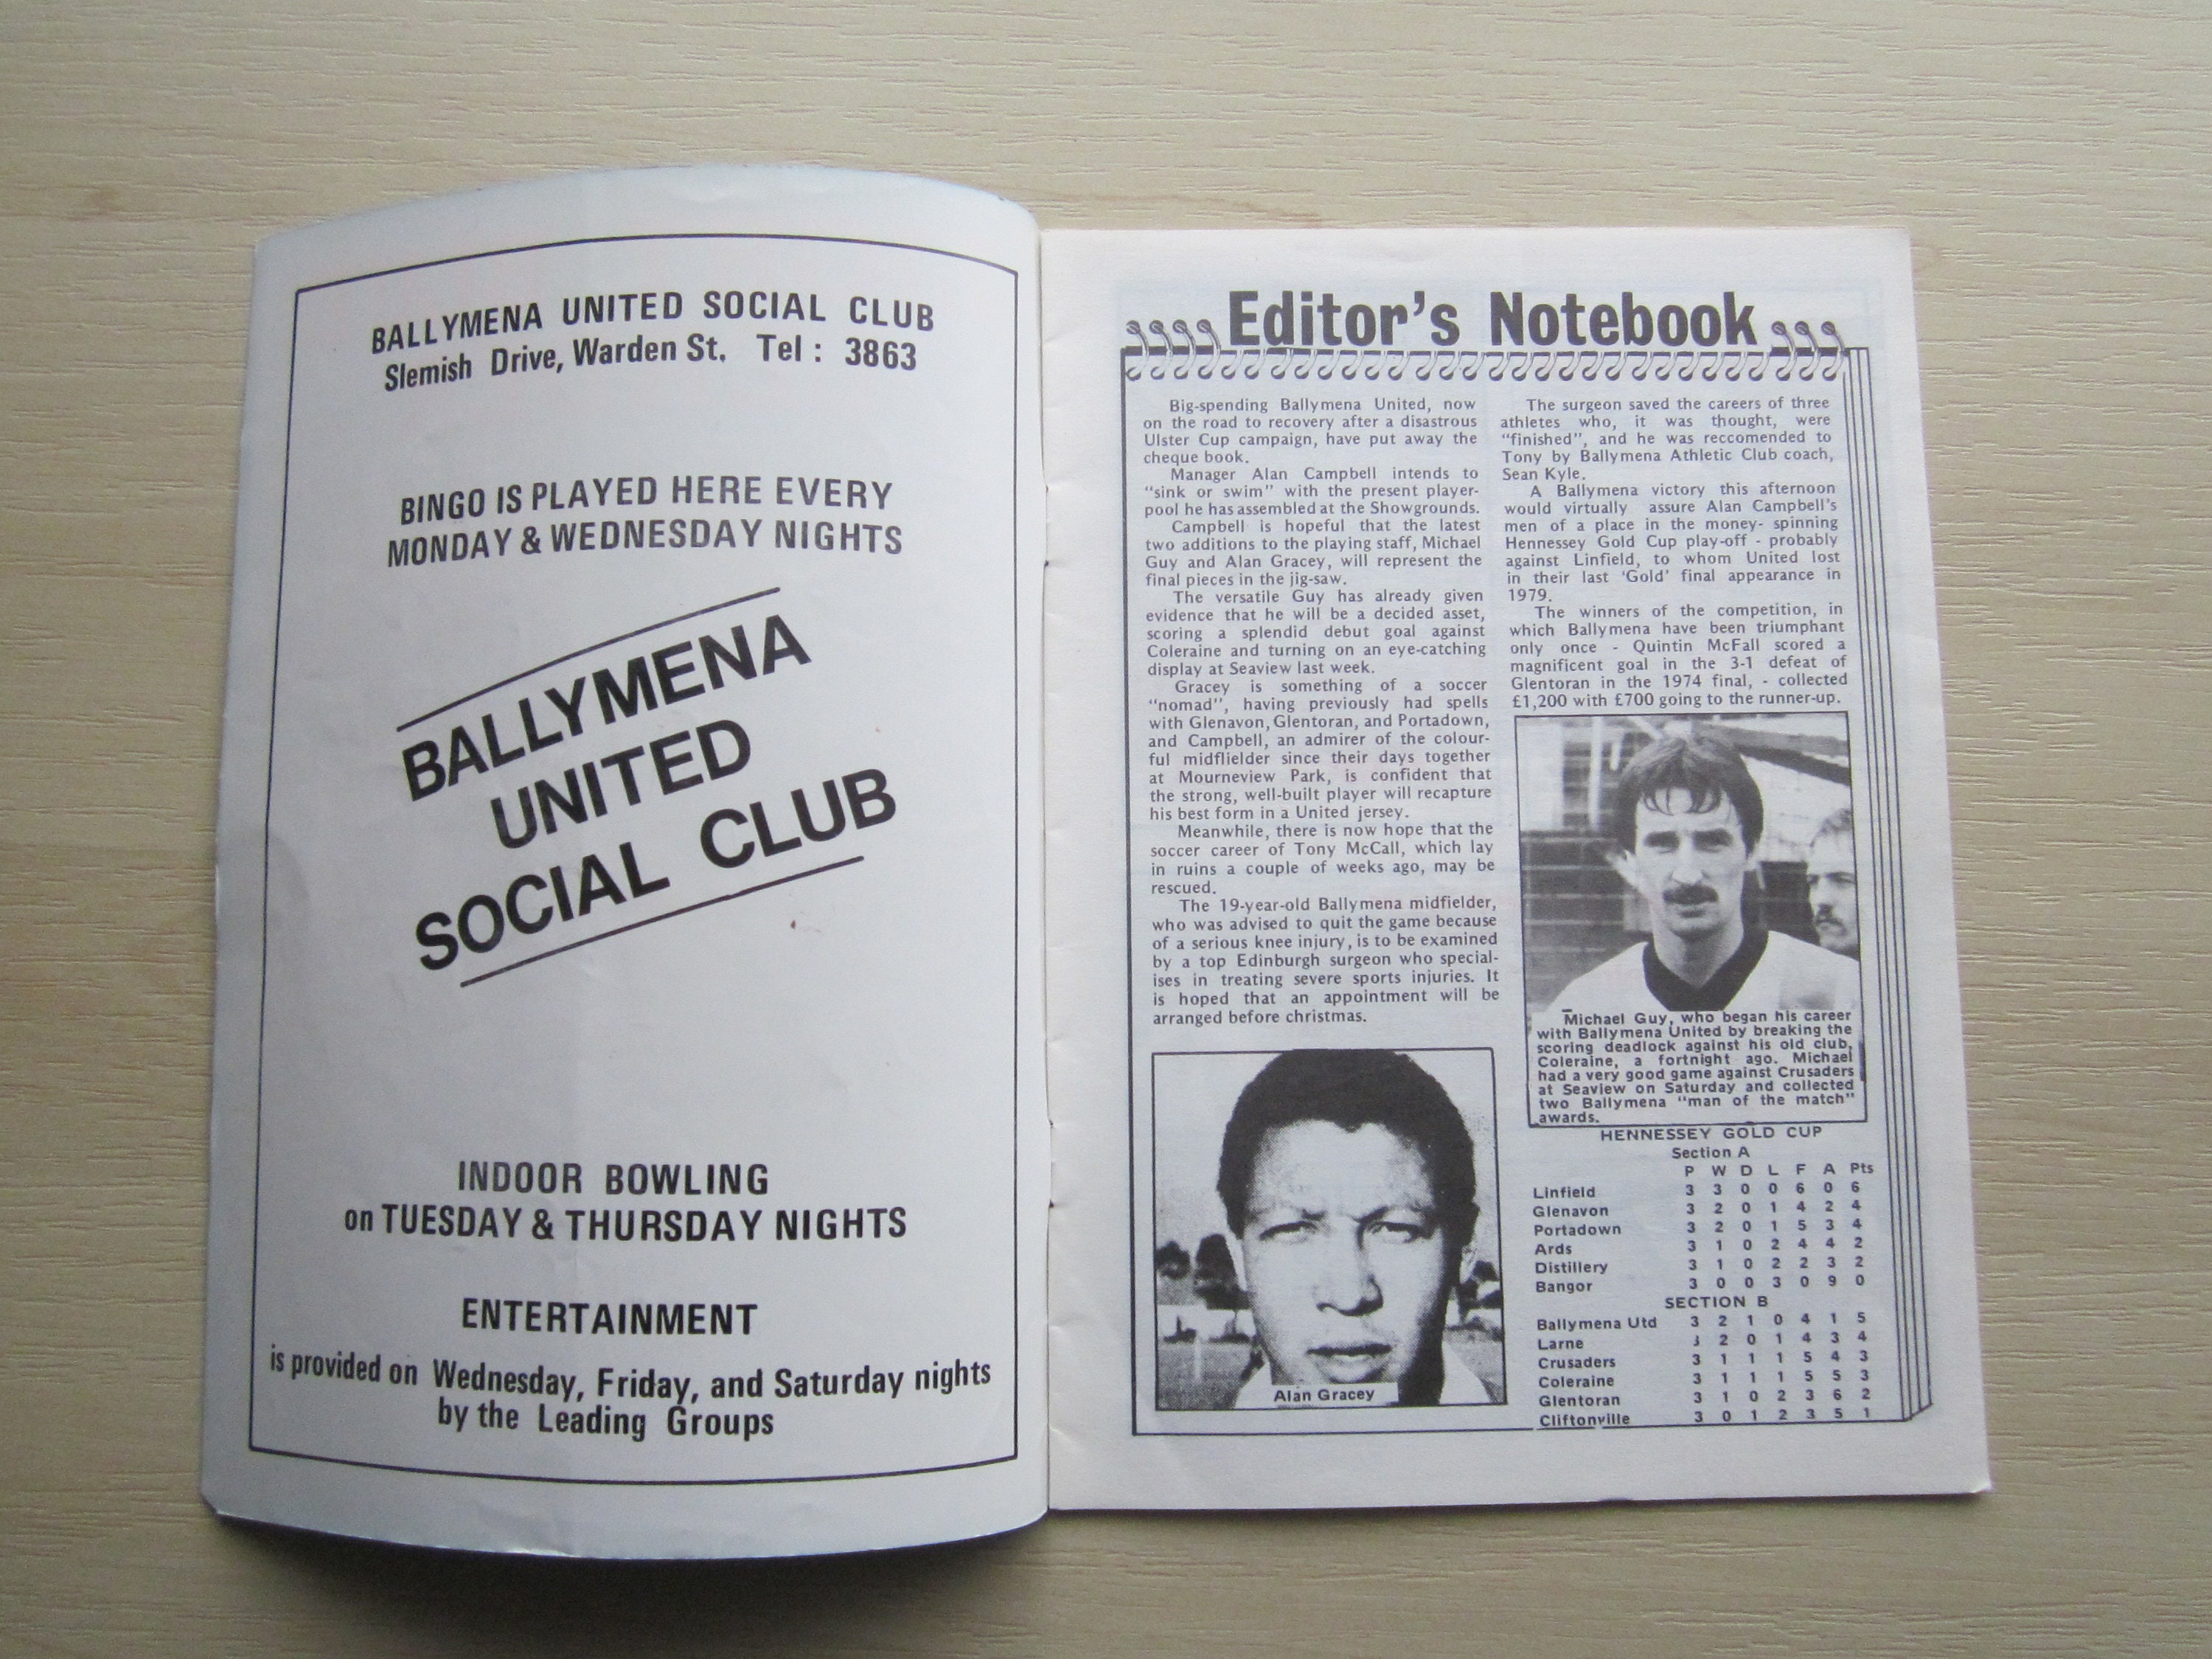 BALLYMENA UNITED SOCIAL CLUB
Slemish Drive, Warden St. Tel : 3863
BINGO IS PLAYED HERE EVERY
MONDAY & WEDNESDAY NIGHTS
BALLYMENA
UNITED
SOCIAL CLUB
INDOOR BOWLING
on TUESDAY & THURSDAY NIGHTS
ENTERTAINMENT
is provided on Wednesday, Friday, and Saturday nights
by the Leading Groups
Editor's Notebook
Big-spending Ballymena United, now
on the road to recovery after a disastrous
Ulster Cup campaign, have put away the
cheque book.
Manager Alan Campbell intends to
"sink or swim" with the present player-
pool he has assembled at the Showgrounds.
Campbell is hopeful that the latest
two additions to the playing staff, Michael
Guy and Alan Gracey, will represent the
final pieces in the jig-saw.
The versatile Guy has already given
evidence that he will be a decided asset,
scoring a splendid debut goal against
Coleraine and turning on an eye-catching
display at Seaview last week.
Gracey is something of a soccer
"nomad", having previously had spells
with Glenavon, Glentoran, and Portadown,
and Campbell, an admirer of the colour-
ful midflielder since their days together
at Mourneview Park, is confident that
the strong, well-built player will recapture
his best form in a United jersey.
Meanwhile, there is now hope that the
soccer career of Tony McCall, which lay
in ruins a couple of weeks ago, may be
rescued.
The 19-year-old Ballymena midfielder,
who was advised to quit the game because
of a serious knee injury, is to be examined
by a top Edinburgh surgeon who special-
ises in treating severe sports injuries. It
is hoped that an appointment will be
arranged before christmas.
Alan Gracey
The surgeon saved the careers of three
athletes who, it was thought, were
"finished", and he was reccomended to
Tony by Ballymena Athletic Club coach,
Sean Kyle.
A Ballymena victory this afternoon
would virtually assure Alan Campbell's
men of a place in the money- spinning
Hennessey Gold Cup play-off - probably
against Linfield, to whom United lost
in their last 'Gold' final appearance in
1979.
The winners of the competition, in
which Ballymena have been triumphant
only once - Quintin McFall scored a
magnificent goal in the 3-1 defeat of
Glentoran in the 1974 final, - collected
£1,200 with £700 going to the runner-up.
Michael Guy, who began his career
with Ballymena United by breaking the
scoring deadlock against his old club,
Coleraine, a fortnight ago. Michael
had a very good game against Crusaders
at Seaview on Saturday and collected
two Ballymena "man of the match"
awards.
HENNESSEY GOLD CUP
Section A
P W D L F A Pts
Linfield 3 3 0 0 6 0 6
Glenavon 3 2 0 1 4 2 4
Portadown 3 2 0 1 5 3 4
Ards 3 1 0 2 4 4 2
Distillery 3 1 0 2 2 3 2
Bangor 3 0 0 3 0 9 0
SECTION B
Ballymena Utd 3 2 1 0 4 1 5
Larne 3 2 0 1 4 3 4
Crusaders 3 1 1 1 5 4 3
Coleraine 3 1 1 1 5 5 3
Glentoran 3 1 0 2 3 6 2
Cliftonville 3 0 1 2 3 5 1